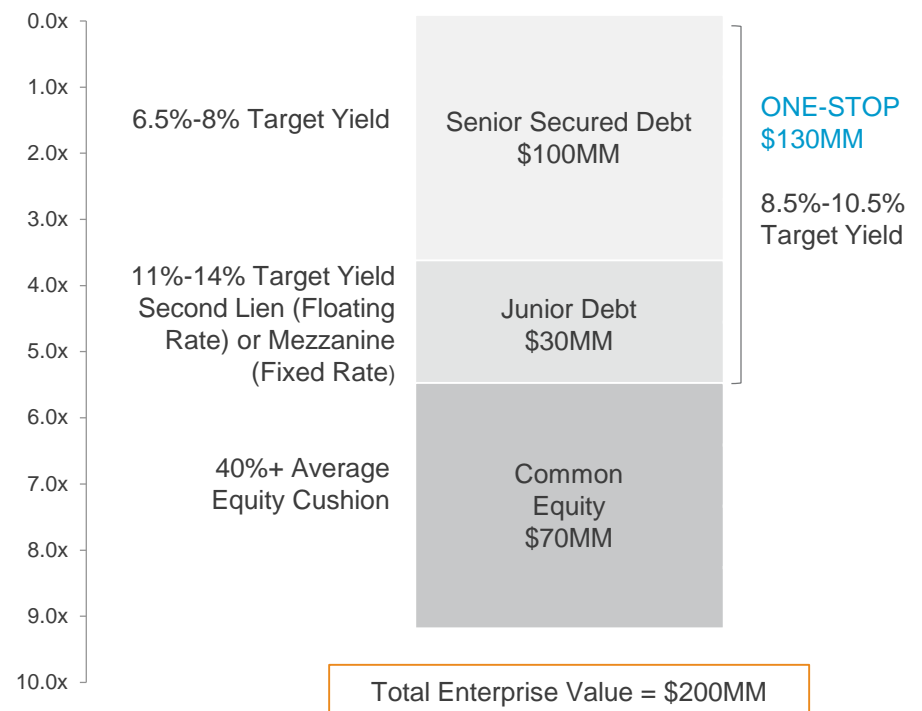 0.0x
1.0x
2.0x
3.0x
4.0x
5.0x
6.0x
7.0x
8.0x
9.0x
10.0x
6.5%-8% Target Yield
11%-14% Target Yield
Second Lien (Floating
Rate) or Mezzanine
(Fixed Rate)
40%+ Average
Equity Cushion
Senior Secured Debt
$100MM
Junior Debt
$30MM
Common
Equity
$70MM
ONE-STOP
$130MM
8.5%-10.5%
Target Yield
Total Enterprise Value = $200MM